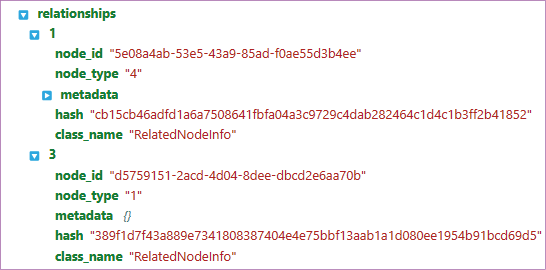 relationships
1
node_id "5e08a4ab-53e5-43a9-85ad-f0ae55d3b4ee"
node_type "4"
metadata
hash "cb15cb46adfd1a6a7508641fbfa04a3c9729c4dab282464c1d4c1b3ff2b41852"
class_name "RelatedNodeInfo"
3
node_id "d5759151-2acd-4d04-8dee-dbcd2e6aa70b"
node_type "1"
metadata {}
hash "389f1d7f43a889e7341808387404e4e75bbf13aab1a1d080ee1954b91bcd69d5"
class_name "RelatedNodeInfo"